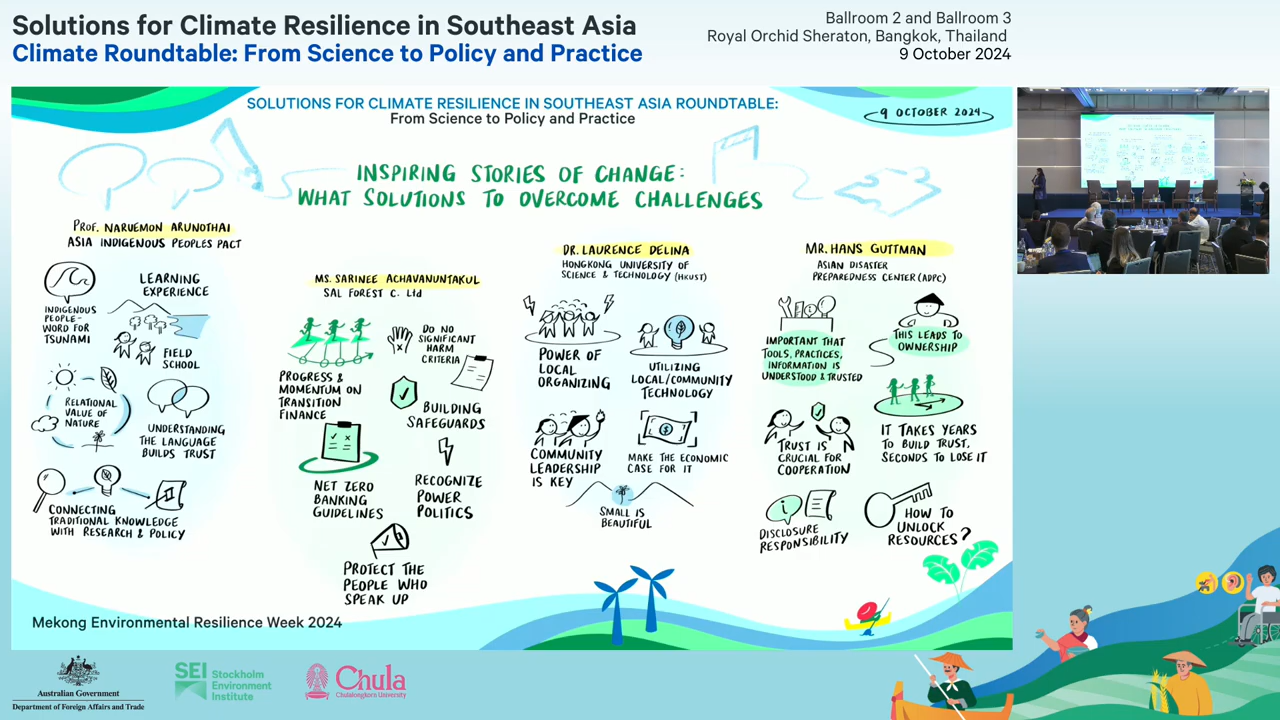 Solutions for Climate Resilience in Southeast Asia
Climate Roundtable: From Science to Policy and Practice
Ballroom 2 and Ballroom 3
Royal Orchid Sheraton, Bangkok, Thailand
9 October 2024
SOLUTIONS FOR CLIMATE RESILIENCE IN SOUTHEAST ASIA ROUNDTABLE:
From Science to Policy and Practice
9 OCTOBER 2024
INSPIRING STORIES OF CHANGE:
WHAT SOLUTIONS TO OVERCOME CHALLENGES
PROF. NARUEMON ARUNOTHAI
ASIA INDIGENOUS PEOPLES PACT
INDIGENOUS
PEOPLE-
WORD FOR
TSUNAMI
LEARNING
EXPERIENCE
FIELD
SCHOOL
RELATIONAL
VALUE OF
NATURE
UNDERSTANDING
THE LANGUAGE
BUILDS TRUST
CONNECTING
TRADITIONAL KNOWLEDGE
WITH RESEARCH & POLICY
MS. SARINEE ACHAVANUNTAKUL
SAL FOREST C. Ltd
PROGRESS &
MOMENTUM ON
TRANSITION
FINANCE
DO NO
SIGNIFICANT
HARM
CRITERIA
BUILDING
SAFEGUARDS
NET ZERO
BANKING
GUIDELINES
RECOGNIZE
POWER
POLITICS
PROTECT THE
PEOPLE WHO
SPEAK UP
DR. LAURENCE DELINA
HONGKONG UNIVERSITY OF
SCIENCE & TECHNOLOGY (HKUST)
POWER OF
LOCAL
ORGANIZING
UTILIZING
LOCAL/COMMUNITY
TECHNOLOGY
COMMUNITY
LEADERSHIP
IS KEY
MAKE THE ECONOMIC
CASE FOR IT
SMALL IS
BEAUTIFUL
MR. HANS GUTTMAN
ASIAN DISASTER
PREPAREDNESS CENTER (ADPC)
IMPORTANT THAT
TOOLS, PRACTICES,
INFORMATION IS
UNDERSTOOD & TRUSTED
THIS LEADS TO
OWNERSHIP
TRUST IS
CRUCIAL FOR
COOPERATION
IT TAKES YEARS
TO BUILD TRUST,
SECONDS TO LOSE IT
DISCLOSURE
RESPONSIBILITY
HOW TO
UNLOCK
RESOURCES?
Mekong Environmental Resilience Week 2024
Australian Government
Department of Foreign Affairs and Trade
SEI
Stockholm
Environment
Institute
Chula
Chulalongkorn University